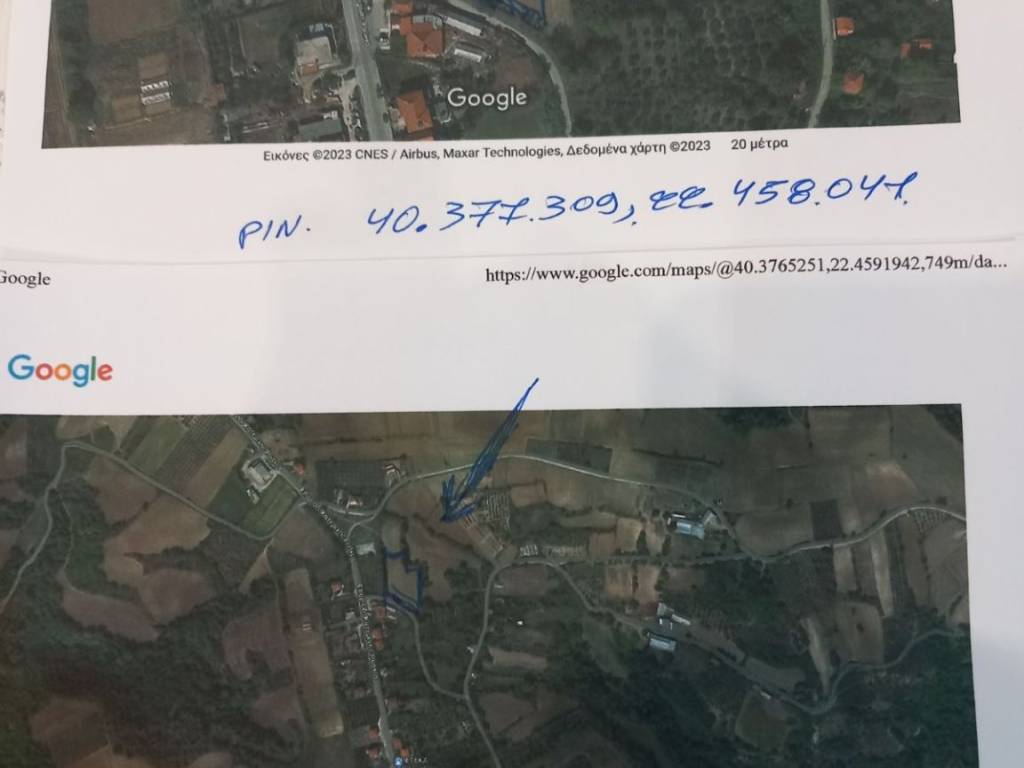 Google
Εικόνες ©2023 CNES / Airbus, Maxar Technologies, Δεδομένα χάρτη ©2023 20 μέτρα
PIN. 40.377.309, 22.458.041.
Google
https://www.google.com/maps/@40.3765251,22.4591942,749m/da...
Google